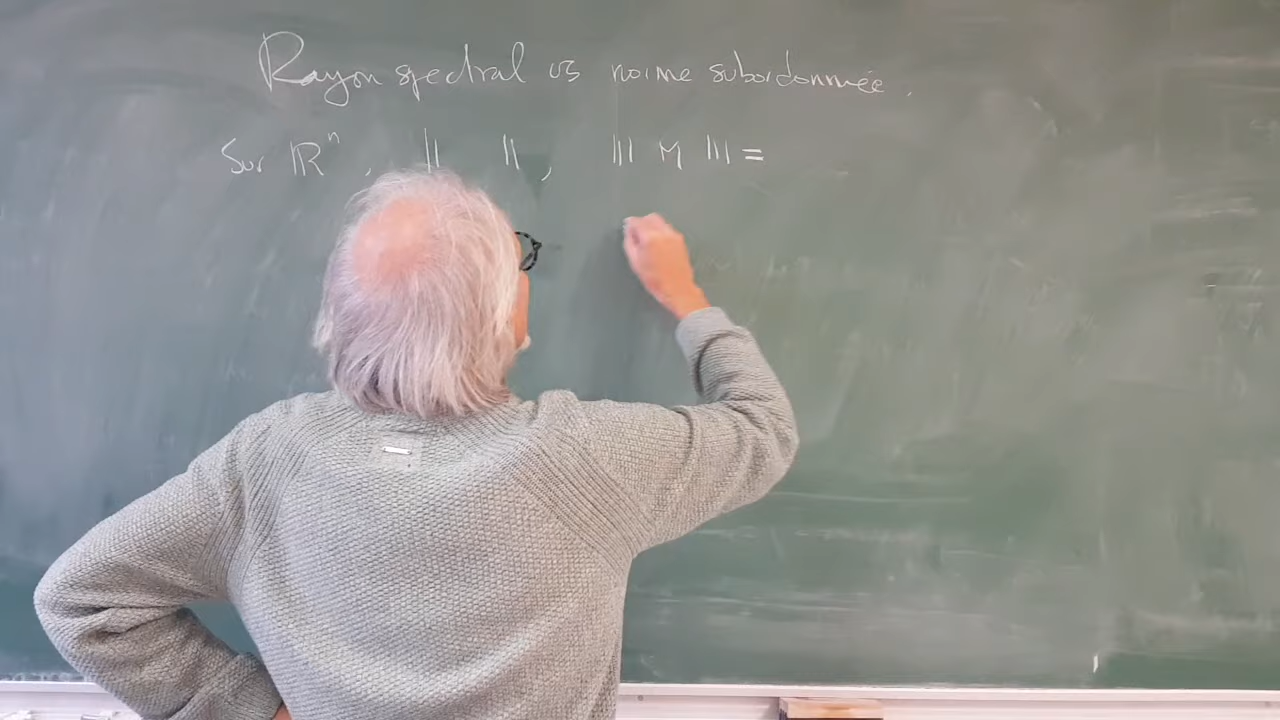 Rayon spectral vs norme subordonnée.
Sur ℝⁿ, || ||, ||| M ||| =